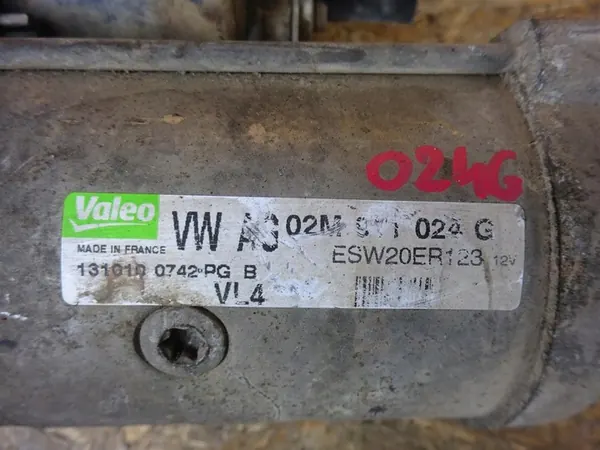 024G
Valeo
VW AG 02M 911 024 G
MADE IN FRANCE
ESW20ER123 12V
131010 0742-PG B
VL4